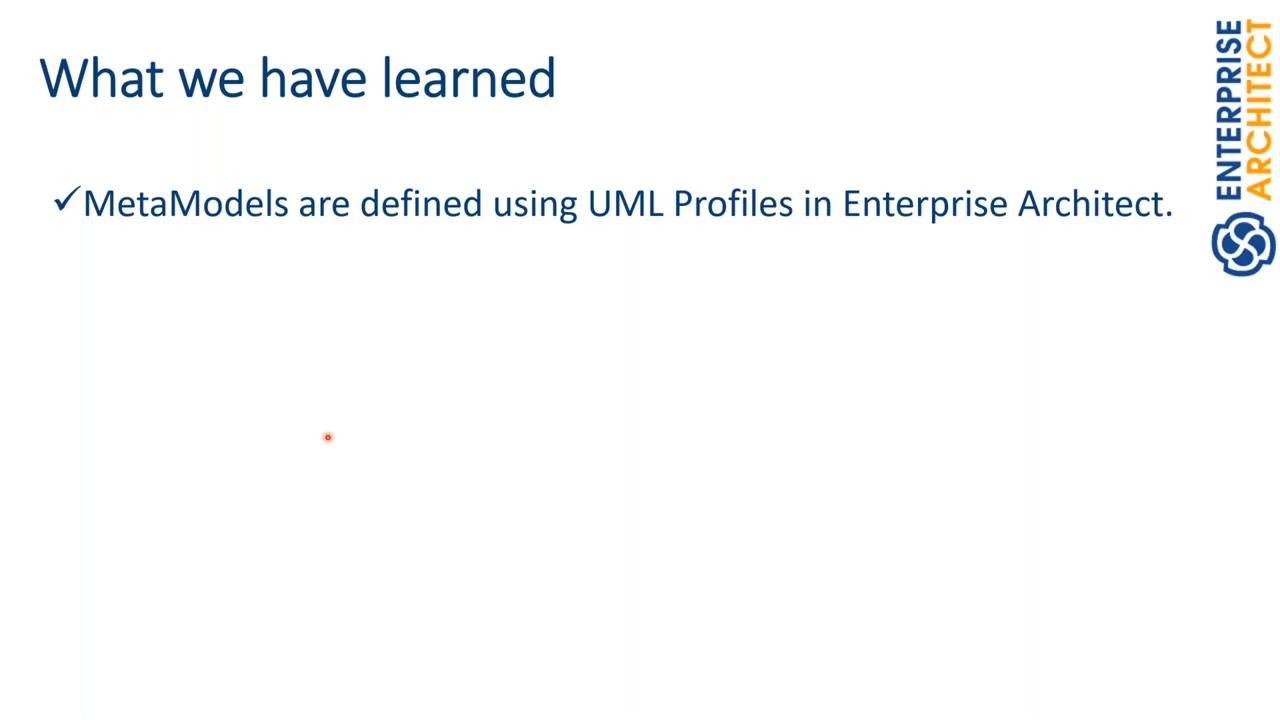 What we have learned
✓MetaModels are defined using UML Profiles in Enterprise Architect.
ENTERPRISE
ARCHITECT